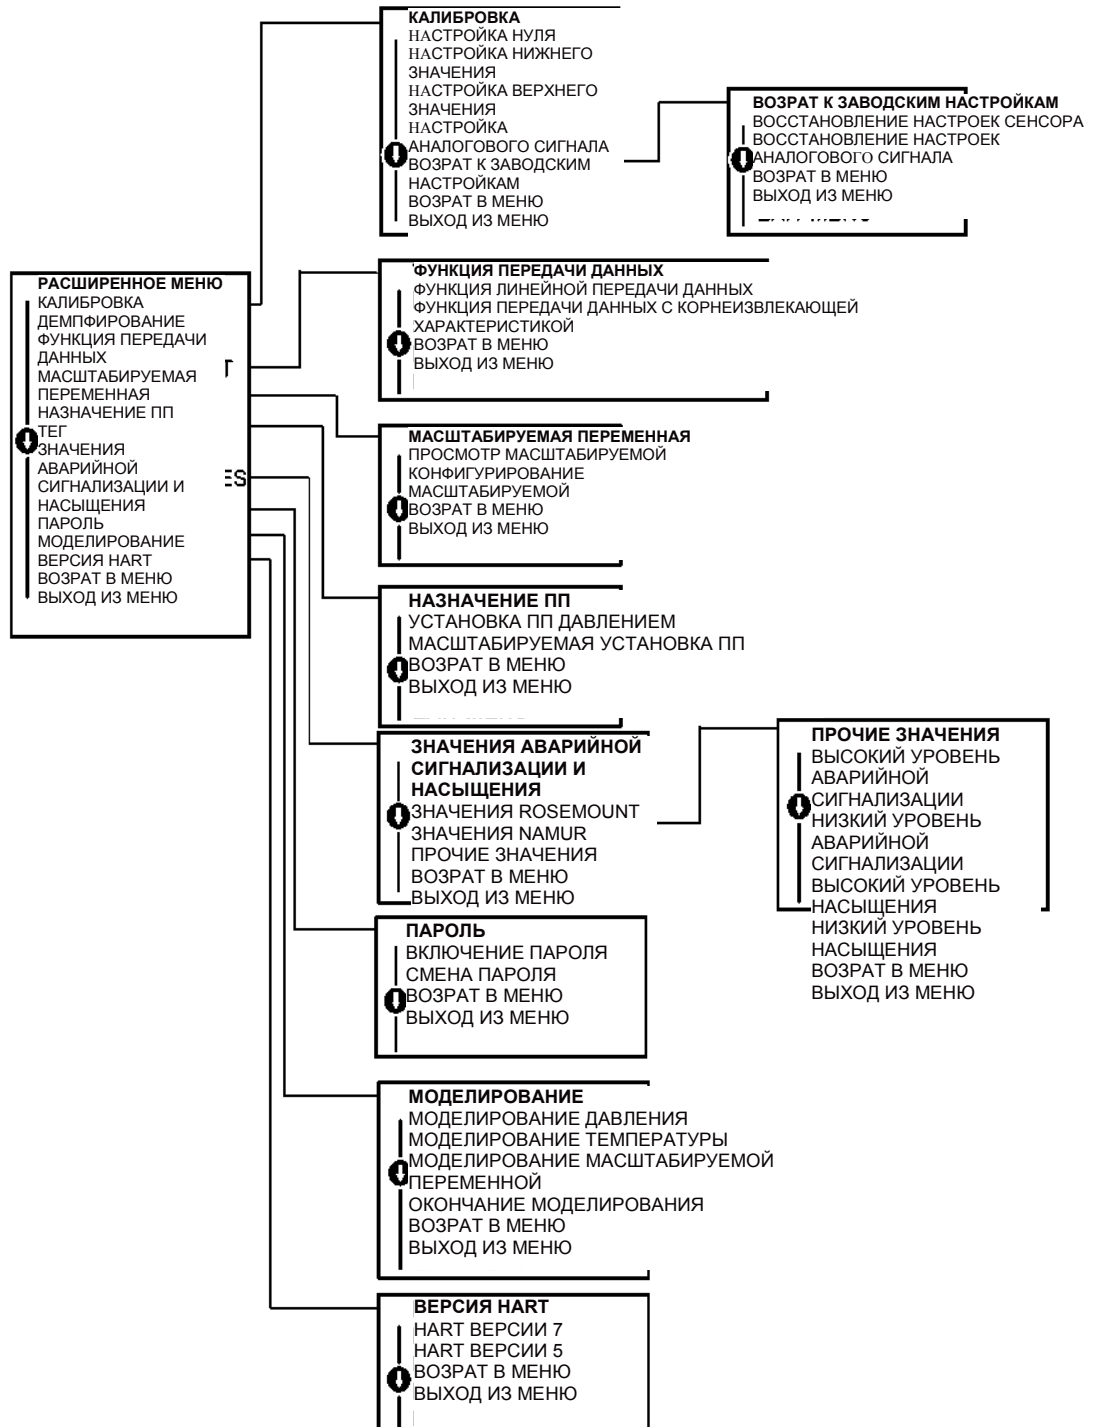 КАЛИБРОВКА
НАСТРОЙКА НУЛЯ
НАСТРОЙКА НИЖНЕГО
ЗНАЧЕНИЯ
НАСТРОЙКА ВЕРХНЕГО
ЗНАЧЕНИЯ
НАСТРОЙКА
АНАЛОГОВОГО СИГНАЛА
ВОЗРАТ К ЗАВОДСКИМ
НАСТРОЙКАМ
ВОЗРАТ В МЕНЮ
ВЫХОД ИЗ МЕНЮ
ВОЗРАТ К ЗАВОДСКИМ НАСТРОЙКАМ
ВОССТАНОВЛЕНИЕ НАСТРОЕК СЕНСОРА
ВОССТАНОВЛЕНИЕ НАСТРОЕК
АНАЛОГОВОГО СИГНАЛА
ВОЗРАТ В МЕНЮ
ВЫХОД ИЗ МЕНЮ
РАСШИРЕННОЕ МЕНЮ
КАЛИБРОВКА
ДЕМПФИРОВАНИЕ
ФУНКЦИЯ ПЕРЕДАЧИ
ДАННЫХ
МАСШТАБИРУЕМАЯ
ПЕРЕМЕННАЯ
НАЗНАЧЕНИЕ ПП
ТЕГ
ЗНАЧЕНИЯ
АВАРИЙНОЙ
СИГНАЛИЗАЦИИ И
НАСЫЩЕНИЯ
ПАРОЛЬ
МОДЕЛИРОВАНИЕ
ВЕРСИЯ HART
ВОЗРАТ В МЕНЮ
ВЫХОД ИЗ МЕНЮ
ES
ФУНКЦИЯ ПЕРЕДАЧИ ДАННЫХ
ФУНКЦИЯ ЛИНЕЙНОЙ ПЕРЕДАЧИ ДАННЫХ
ФУНКЦИЯ ПЕРЕДАЧИ ДАННЫХ С КОРНЕИЗВЛЕКАЮЩЕЙ
ХАРАКТЕРИСТИКОЙ
ВОЗРАТ В МЕНЮ
ВЫХОД ИЗ МЕНЮ
МАСШТАБИРУЕМАЯ ПЕРЕМЕННАЯ
ПРОСМОТР МАСШТАБИРУЕМОЙ
КОНФИГУРИРОВАНИЕ
МАСШТАБИРУЕМОЙ
ВОЗРАТ В МЕНЮ
ВЫХОД ИЗ МЕНЮ
НАЗНАЧЕНИЕ ПП
УСТАНОВКА ПП ДАВЛЕНИЕМ
МАСШТАБИРУЕМАЯ УСТАНОВКА ПП
ВОЗРАТ В МЕНЮ
ВЫХОД ИЗ МЕНЮ
ЗНАЧЕНИЯ АВАРИЙНОЙ
СИГНАЛИЗАЦИИ И
НАСЫЩЕНИЯ
ЗНАЧЕНИЯ ROSEMOUNT
ЗНАЧЕНИЯ NAMUR
ПРОЧИЕ ЗНАЧЕНИЯ
ВОЗРАТ В МЕНЮ
ВЫХОД ИЗ МЕНЮ
ПРОЧИЕ ЗНАЧЕНИЯ
ВЫСОКИЙ УРОВЕНЬ
АВАРИЙНОЙ
СИГНАЛИЗАЦИИ
НИЗКИЙ УРОВЕНЬ
АВАРИЙНОЙ
СИГНАЛИЗАЦИИ
ВЫСОКИЙ УРОВЕНЬ
НАСЫЩЕНИЯ
НИЗКИЙ УРОВЕНЬ
НАСЫЩЕНИЯ
ВОЗРАТ В МЕНЮ
ВЫХОД ИЗ МЕНЮ
ПАРОЛЬ
ВКЛЮЧЕНИЕ ПАРОЛЯ
СМЕНА ПАРОЛЯ
ВОЗРАТ В МЕНЮ
ВЫХОД ИЗ МЕНЮ
МОДЕЛИРОВАНИЕ
МОДЕЛИРОВАНИЕ ДАВЛЕНИЯ
МОДЕЛИРОВАНИЕ ТЕМПЕРАТУРЫ
МОДЕЛИРОВАНИЕ МАСШТАБИРУЕМОЙ
ПЕРЕМЕННОЙ
ОКОНЧАНИЕ МОДЕЛИРОВАНИЯ
ВОЗРАТ В МЕНЮ
ВЫХОД ИЗ МЕНЮ
ВЕРСИЯ HART
HART ВЕРСИИ 7
HART ВЕРСИИ 5
ВОЗРАТ В МЕНЮ
ВЫХОД ИЗ МЕНЮ